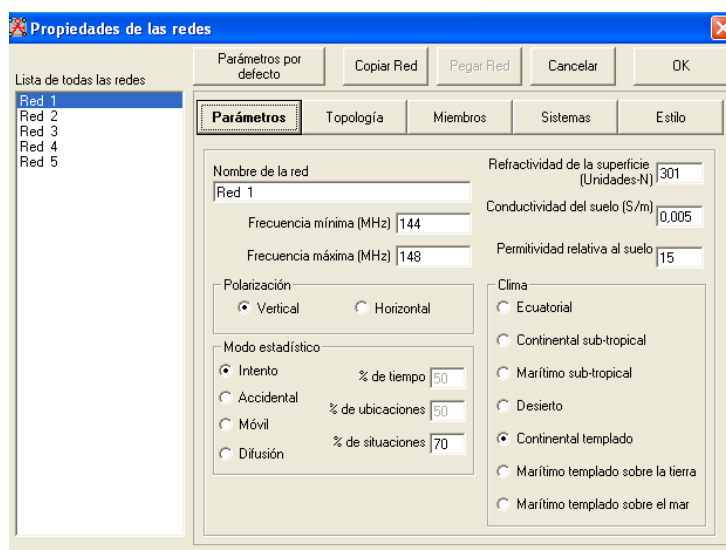 Propiedades de las redes
Lista de todas las redes
Red 1
Red 2
Red 3
Red 4
Red 5
Parámetros por
defecto
Copiar Red
Pegar Red
Cancelar
OK
Parámetros
Topología
Miembros
Sistemas
Estilo
Nombre de la red
Red 1
Frecuencia mínima (MHz) 144
Frecuencia máxima (MHz) 148
Refractividad de la superficie
(Unidades-N) 301
Conductividad del suelo (S/m) 0,005
Permitividad relativa al suelo 15
Polarización
Vertical
Horizontal
Modo estadístico
Intento
Accidental
Móvil
Difusión
% de tiempo 50
% de ubicaciones 50
% de situaciones 70
Clima
Ecuatorial
Continental sub-tropical
Marítimo sub-tropical
Desierto
Continental templado
Marítimo templado sobre la tierra
Marítimo templado sobre el mar